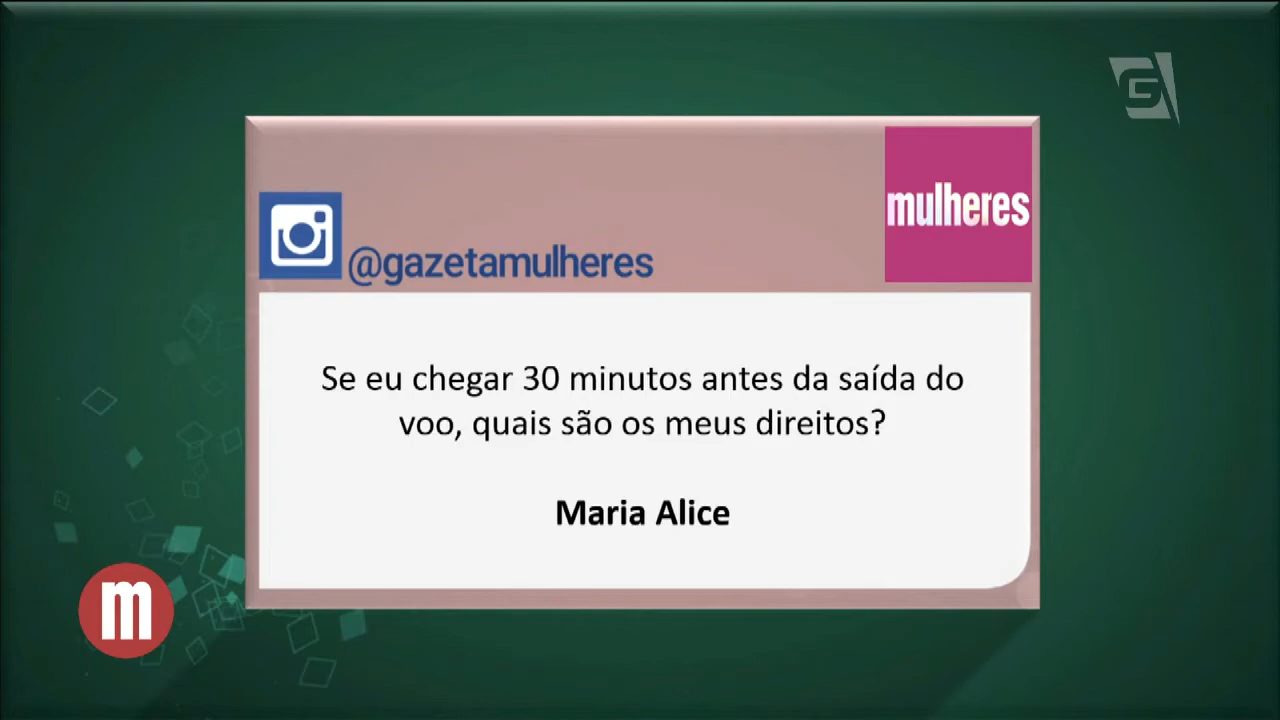 mulheres
@gazetamulheres
Se eu chegar 30 minutos antes da saída do
voo, quais são os meus direitos?
Maria Alice
m
G